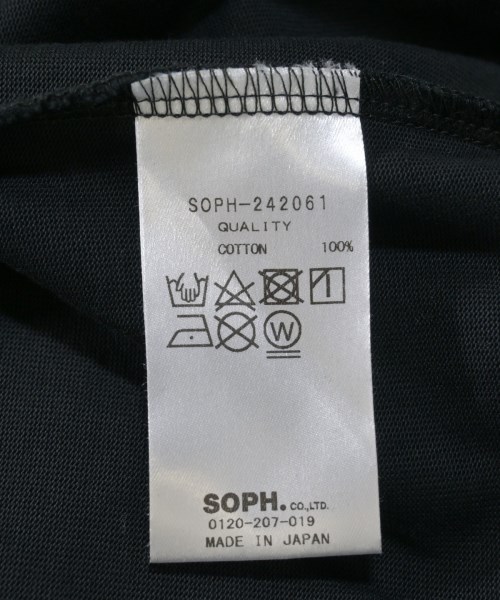 SOPH-242061
QUALITY
COTTON 100%
W
SOPH. CO.,LTD.
0120-207-019
MADE IN JAPAN